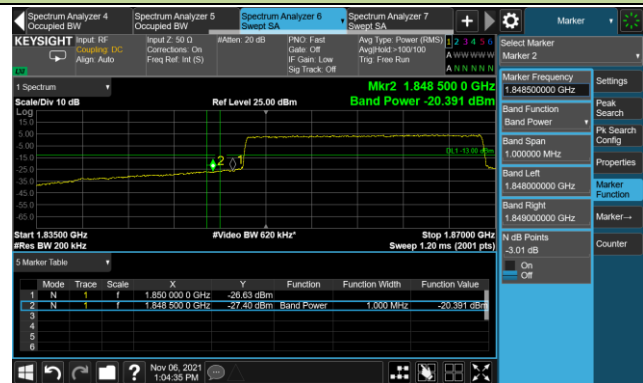 Spectrum Analyzer 4
Occupied BW
Spectrum Analyzer 5
Occupied BW
Spectrum Analyzer 6
Swept SA
Spectrum Analyzer 7
Swept SA
+
Marker
KEYSIGHT
Input: RF
Coupling: DC
Align: Auto
Input Z: 50 Ω
Corrections: On
Freq Ref: Int (S)
#Atten: 20 dB
PNO: Fast
Gate: Off
IF Gain: Low
Sig Track: Off
Avg Type: Power (RMS)
Avg|Hold:>100/100
Trig: Free Run
1 2 3 4 5 6
A W W W W W
A N N N N N
Select Marker
Marker 2
LW
1 Spectrum
Mkr2 1.848 500 0 GHz
Scale/Div 10 dB
Ref Level 25.00 dBm
Band Power -20.391 dBm
Log
15.0
5.00
-5.00
-15.0
-25.0
-35.0
-45.0
-55.0
-65.0
DL1 -13.00 dBm
2
1
Start 1.83500 GHz
#Video BW 620 kHz*
Stop 1.87000 GHz
#Res BW 200 kHz
Sweep 1.20 ms (2001 pts)
5 Marker Table
Mode Trace Scale X Y Function Function Width Function Value
1 N 1 f 1.850 000 0 GHz -26.63 dBm
2 N 1 f 1.848 500 0 GHz -27.40 dBm Band Power 1.000 MHz -20.391 dBm
3
4
5
6
Marker Frequency
1.848500000 GHz
Band Function
Band Power
Band Span
1.000000 MHz
Band Left
1.848000000 GHz
Band Right
1.849000000 GHz
N dB Points
-3.01 dB
On
Off
Settings
Peak
Search
Pk Search
Config
Properties
Marker
Function
Marker→
Counter
?
Nov 06, 2021
1:04:35 PM